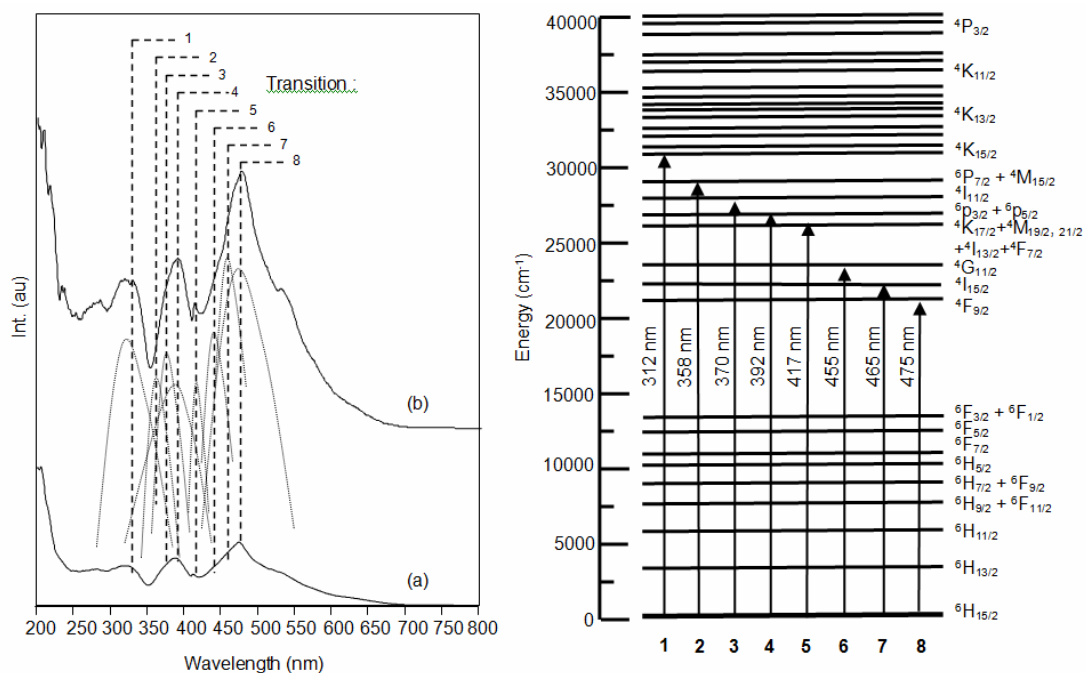 1
2
3
Transition :
4
5
6
7
8
Int. (au)
(b)
(a)
200 250 300 350 400 450 500 550 600 650 700 750 800
Wavelength (nm)
40000
35000
30000
25000
20000
15000
10000
5000
0
Energy (cm⁻¹)
⁴P₃/₂
⁴K₁₁/₂
⁴K₁₃/₂
⁴K₁₅/₂
⁶P₇/₂ + ⁴M₁₅/₂
⁴I₁₁/₂
⁶p₃/₂ + ⁶p₅/₂
⁴K₁₇/₂+⁴M₁₉/₂, ₂₁/₂
+⁴I₁₃/₂+⁴F₇/₂
⁴G₁₁/₂
⁴I₁₅/₂
⁴F₉/₂
312 nm
358 nm
370 nm
392 nm
417 nm
455 nm
465 nm
475 nm
⁶F₃/₂ + ⁶F₁/₂
⁶F₅/₂
⁶F₇/₂
⁶H₅/₂
⁶H₇/₂ + ⁶F₉/₂
⁶H₉/₂ + ⁶F₁₁/₂
⁶H₁₁/₂
⁶H₁₃/₂
⁶H₁₅/₂
1 2 3 4 5 6 7 8